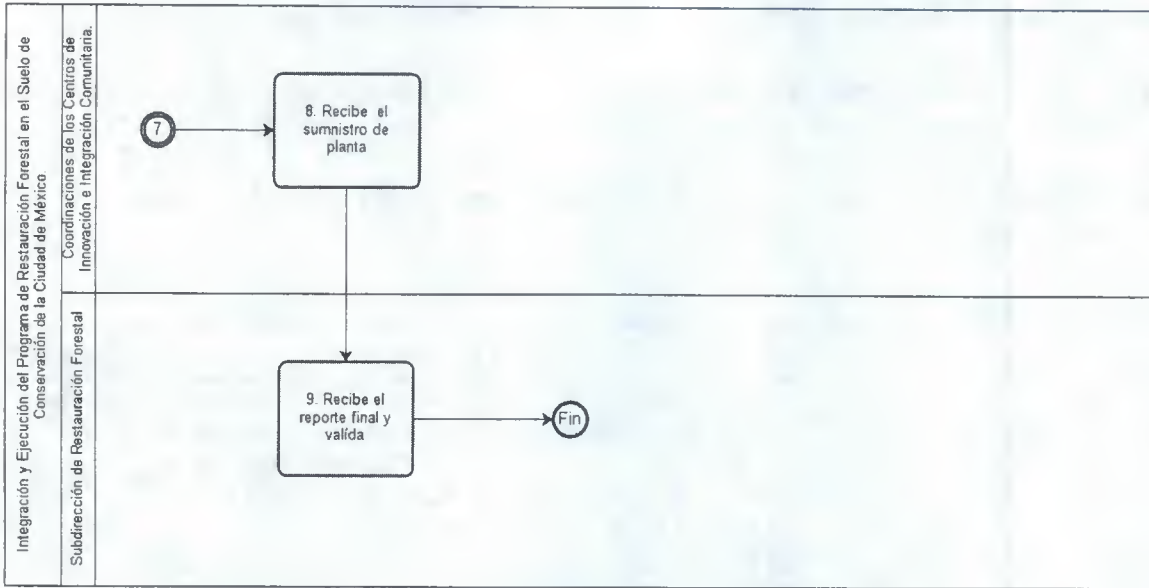 Integración y Ejecución del Programa de Restauración Forestal en el Suelo de
Conservación de la Ciudad de México.
Coordinaciones de los Centros de
Innovación e Integración Comunitaria.
7
8. Recibe el
sumnistro de
planta
Subdirección de Restauración Forestal
9. Recibe el
reporte final y
valída
Fin